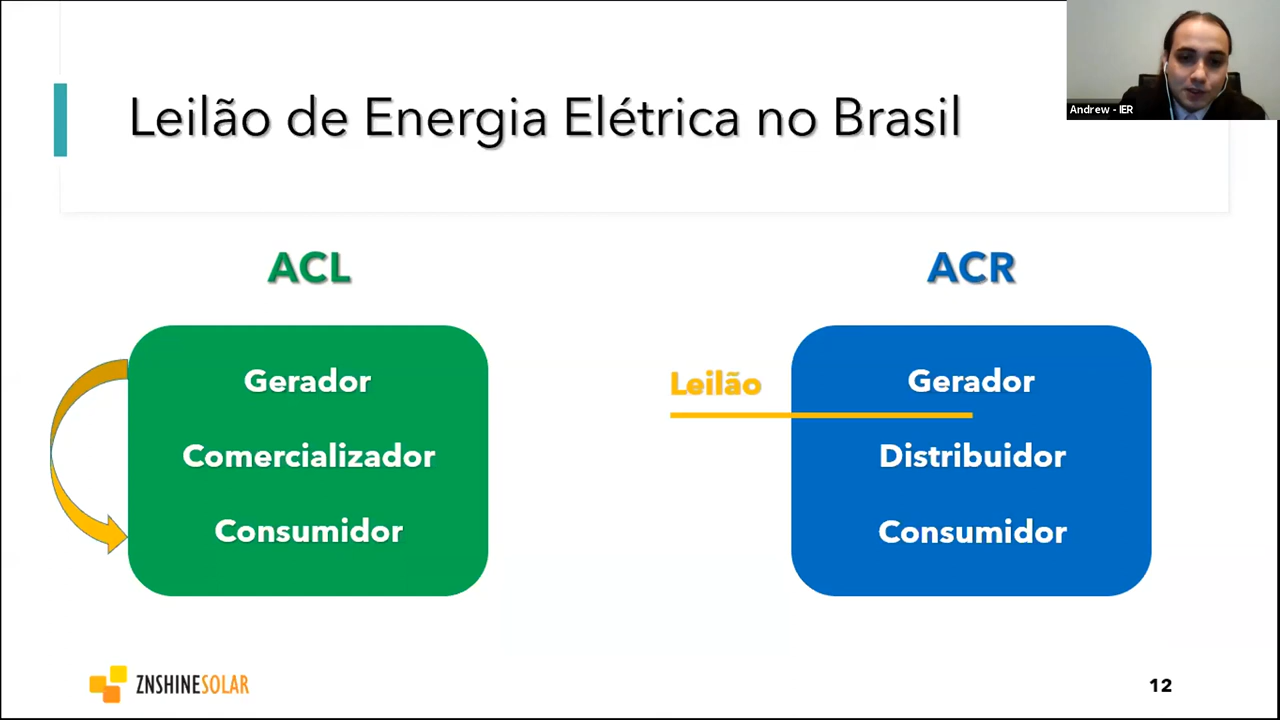 Leilão de Energia Elétrica no Brasil
Andrew - IER
ACL
Gerador
Comercializador
Consumidor
ACR
Leilão
Gerador
Distribuidor
Consumidor
ZNSHINESOLAR
12